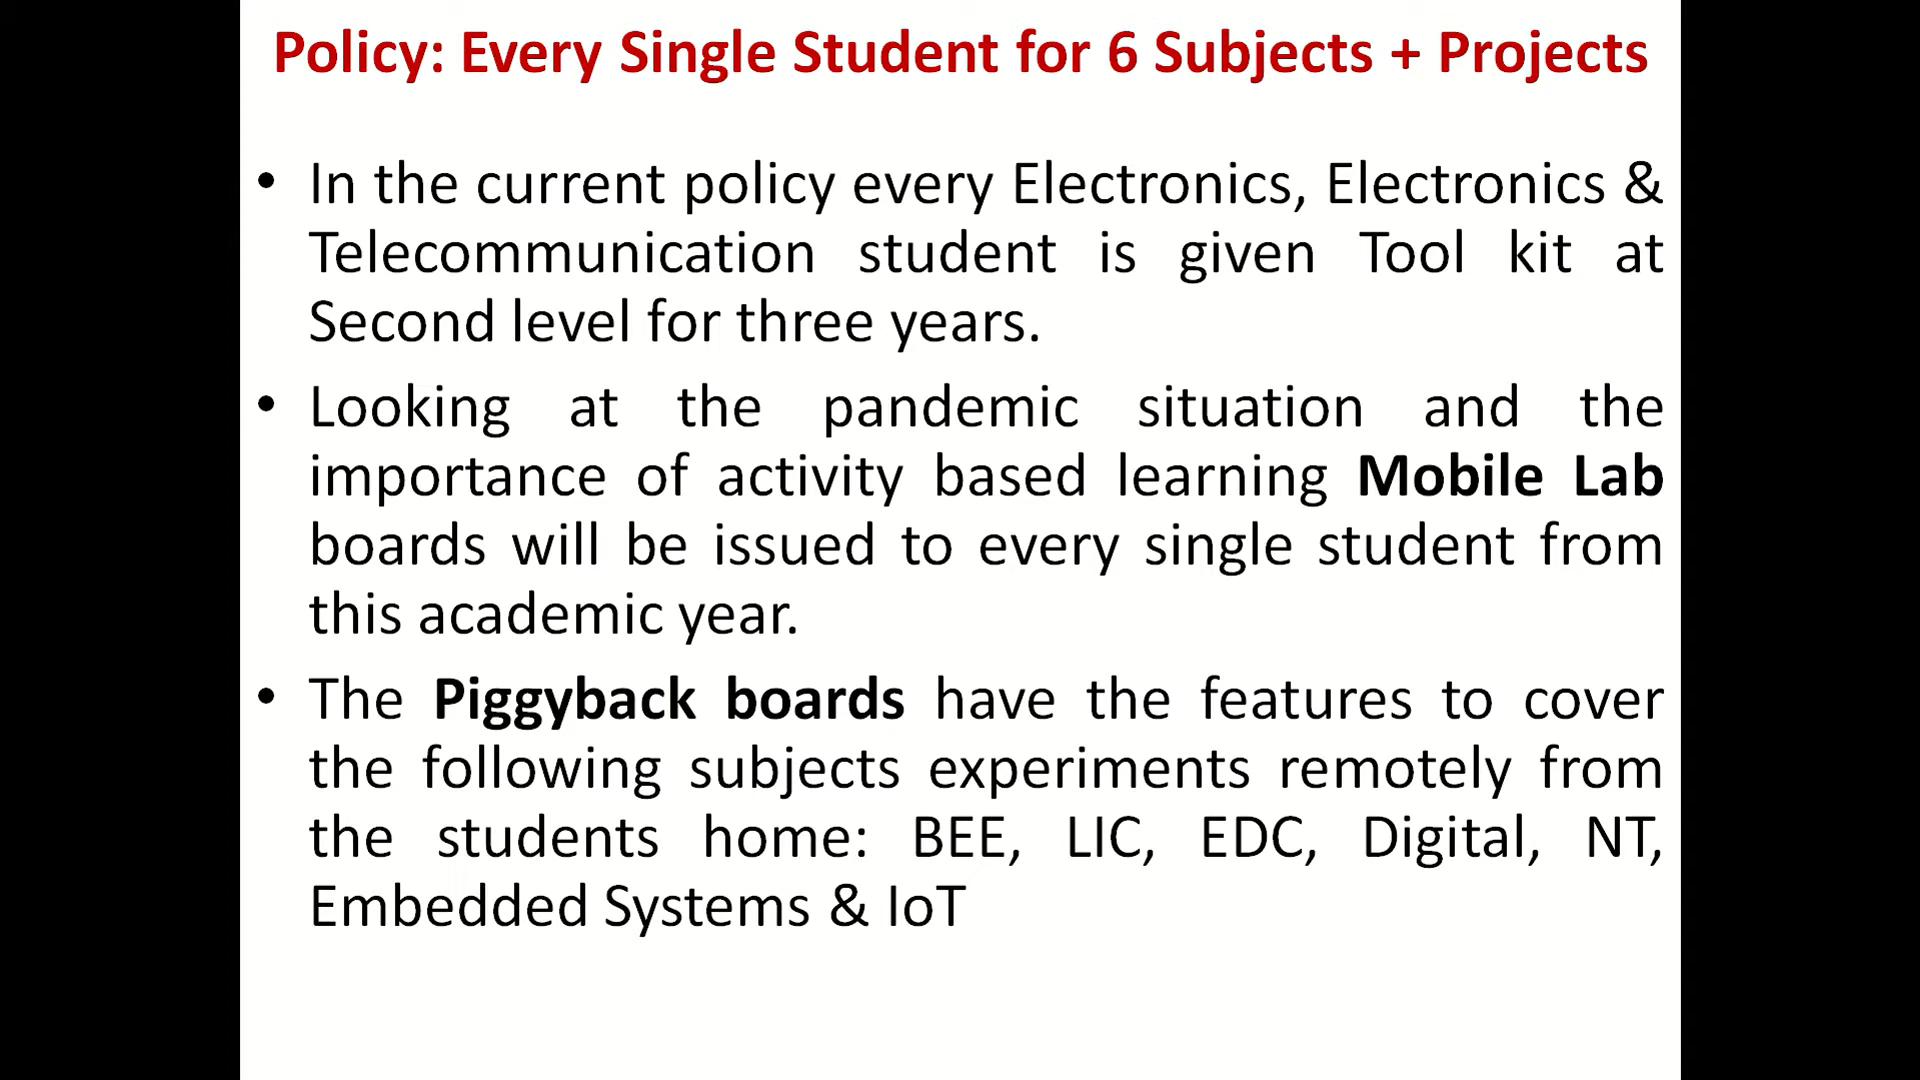 Policy: Every Single Student for 6 Subjects + Projects
• In the current policy every Electronics, Electronics &
Telecommunication student is given Tool kit at
Second level for three years.
• Looking at the pandemic situation and the
importance of activity based learning Mobile Lab
boards will be issued to every single student from
this academic year.
• The Piggyback boards have the features to cover
the following subjects experiments remotely from
the students home: BEE, LIC, EDC, Digital, NT,
Embedded Systems & IoT